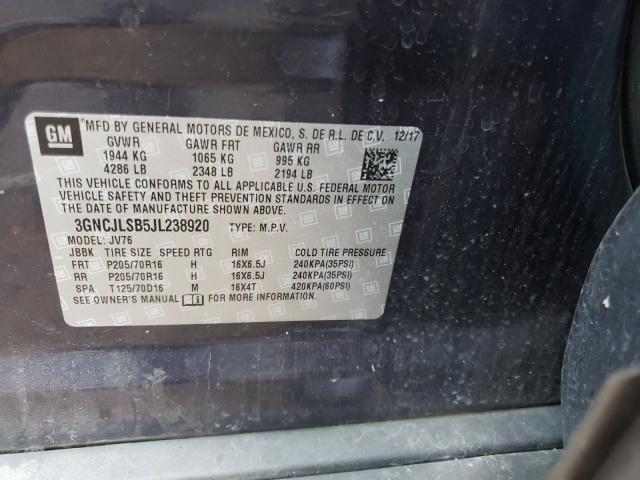 GM
MFD BY GENERAL MOTORS DE MEXICO, S. DE R.L. DE C.V. 12/17
GVWR GAWR FRT GAWR RR
1944 KG 1065 KG 995 KG
4286 LB 2348 LB 2194 LB
THIS VEHICLE CONFORMS TO ALL APPLICABLE U.S. FEDERAL MOTOR
VEHICLE SAFETY AND THEFT PREVENTION STANDARDS IN EFFECT ON
THE DATE OF MANUFACTURE SHOWN ABOVE.
3GNCJLSB5JL238920 TYPE: M.P.V.
MODEL: JV76
JBBK TIRE SIZE SPEED RTG RIM COLD TIRE PRESSURE
FRT P205/70R16 H 16X6.5J 240KPA(35PSI)
RR P205/70R16 H 16X6.5J 240KPA(35PSI)
SPA T125/70D16 M 16X4T 420KPA(60PSI)
SEE OWNER'S MANUAL FOR MORE INFORMATION